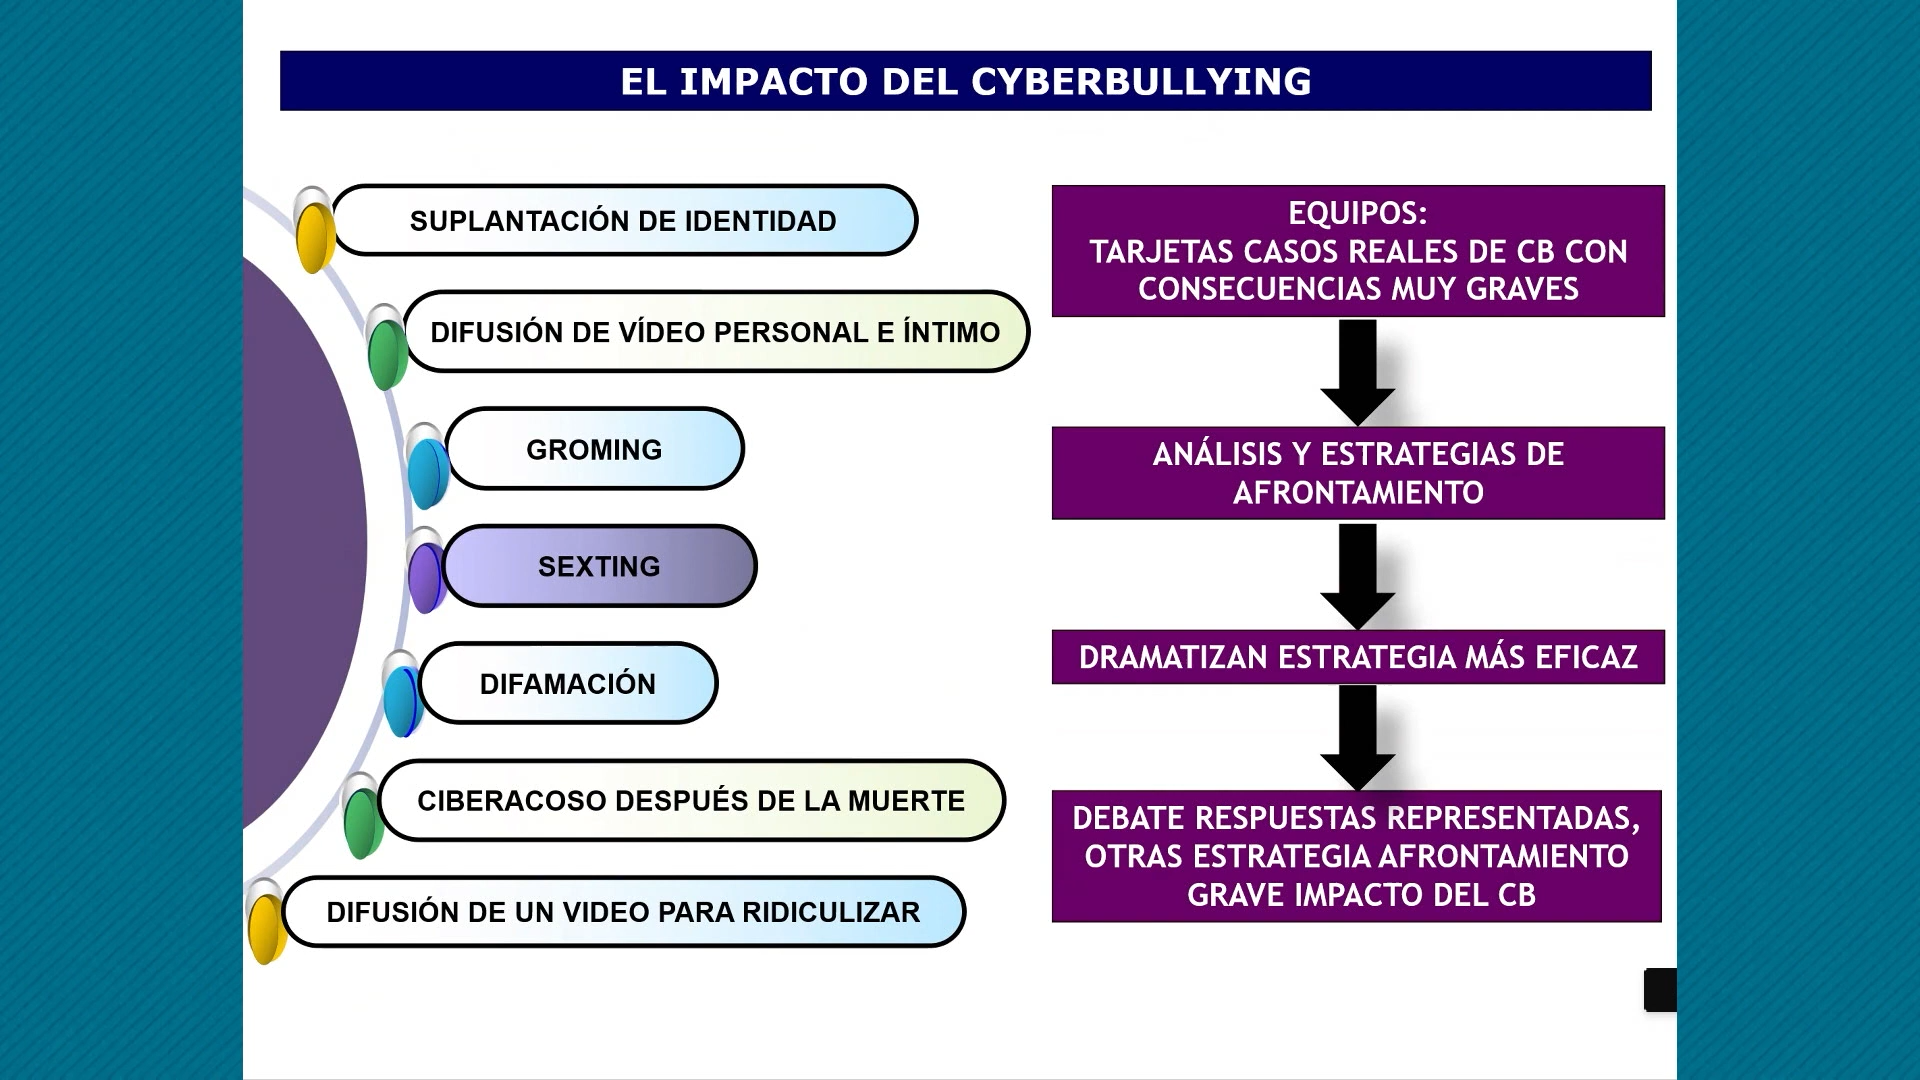 EL IMPACTO DEL CYBERBULLYING
SUPLANTACIÓN DE IDENTIDAD
DIFUSIÓN DE VÍDEO PERSONAL E ÍNTIMO
GROMING
SEXTING
DIFAMACIÓN
CIBERACOSO DESPUÉS DE LA MUERTE
DIFUSIÓN DE UN VIDEO PARA RIDICULIZAR
EQUIPOS:
TARJETAS CASOS REALES DE CB CON
CONSECUENCIAS MUY GRAVES
ANÁLISIS Y ESTRATEGIAS DE
AFRONTAMIENTO
DRAMATIZAN ESTRATEGIA MÁS EFICAZ
DEBATE RESPUESTAS REPRESENTADAS,
OTRAS ESTRATEGIA AFRONTAMIENTO
GRAVE IMPACTO DEL CB